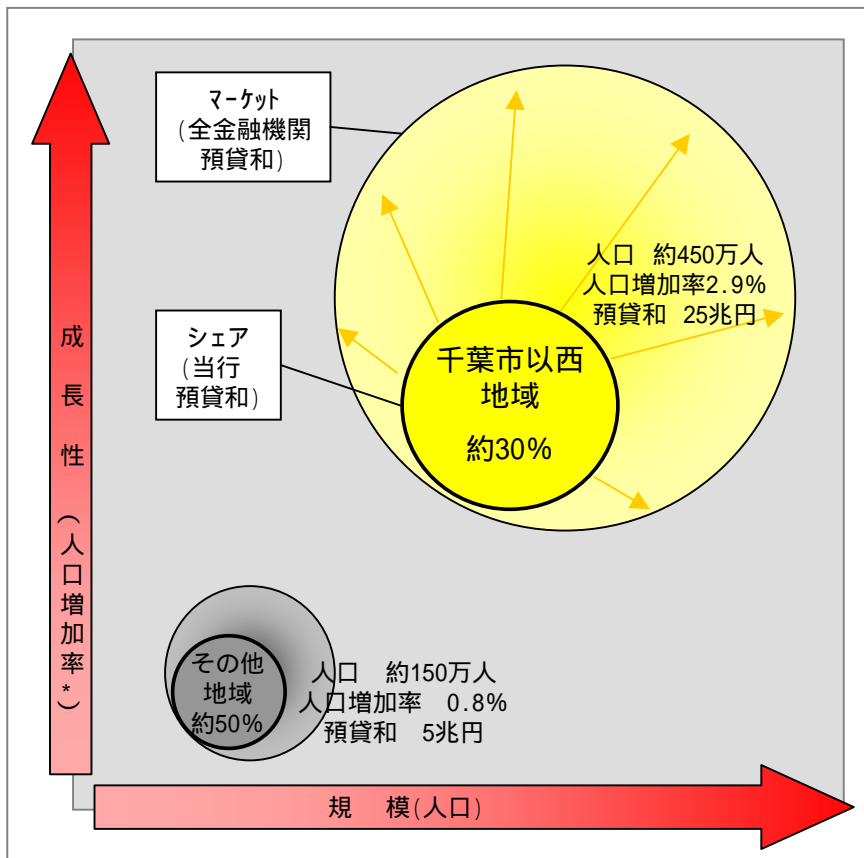 マーケット
(全金融機関
預貸和)
人口　約450万人
人口増加率2.9%
預貸和　25兆円
シェア
(当行
預貸和)
千葉市以西
地域
約30%
成長性(人口増加率*)
その他
地域
約50%
人口　約150万人
人口増加率　0.8%
預貸和　5兆円
規　模(人口)